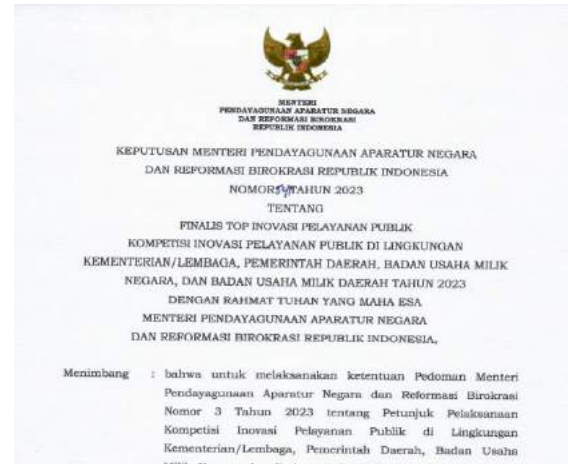 MENTERI
PENDAYAGUNAAN APARATUR NEGARA
DAN REFORMASI BIROKRASI
REPUBLIK INDONESIA
KEPUTUSAN MENTERI PENDAYAGUNAAN APARATUR NEGARA
DAN REFORMASI BIROKRASI REPUBLIK INDONESIA
NOMOR TAHUN 2023
TENTANG
FINALIS TOP INOVASI PELAYANAN PUBLIK
KOMPETISI INOVASI PELAYANAN PUBLIK DI LINGKUNGAN
KEMENTERIAN/LEMBAGA, PEMERINTAH DAERAH, BADAN USAHA MILIK
NEGARA, DAN BADAN USAHA MILIK DAERAH TAHUN 2023
DENGAN RAHMAT TUHAN YANG MAHA ESA
MENTERI PENDAYAGUNAAN APARATUR NEGARA
DAN REFORMASI BIROKRASI REPUBLIK INDONESIA,
Menimbang : bahwa untuk melaksanakan ketentuan Pedoman Menteri
Pendayagunaan Aparatur Negara dan Reformasi Birokrasi
Nomor 3 Tahun 2023 tentang Petunjuk Pelaksanaan
Kompetisi Inovasi Pelayanan Publik di Lingkungan
Kementerian/Lembaga, Pemerintah Daerah, Badan Usaha